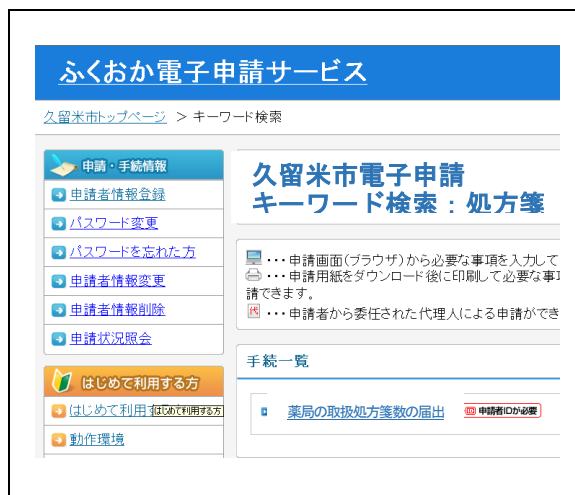 ふくおか電子申請サービス
久留米市トップページ > キーワード検索
申請・手続情報
申請者情報登録
パスワード変更
パスワードを忘れた方
申請者情報変更
申請者情報削除
申請状況照会
はじめて利用する方
はじめて利用する方
はじめて利用する方
動作環境
久留米市電子申請
キーワード検索:処方箋
・・・申請画面(ブラウザ)から必要な事項を入力して
・・・申請用紙をダウンロード後に印刷して必要な事項
請できます。
代 ・・・申請者から委任された代理人による申請ができ
手続一覧
薬局の取扱処方箋数の届出 ID 申請者IDが必要